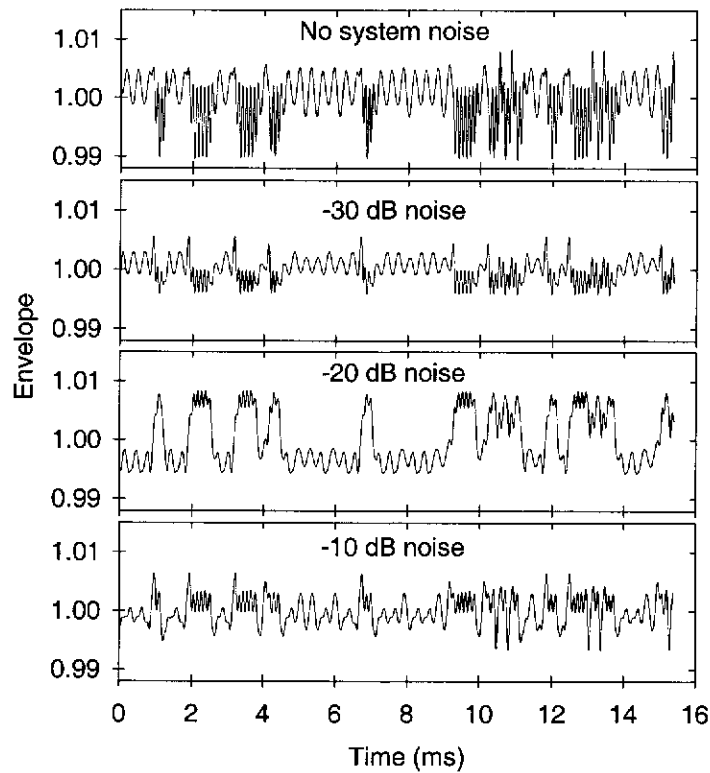 No system noise
1.01
1.00
0.99
-30 dB noise
1.01
1.00
0.99
-20 dB noise
1.01
1.00
0.99
-10 dB noise
1.01
1.00
0.99
Envelope
0 2 4 6 8 10 12 14 16
Time (ms)